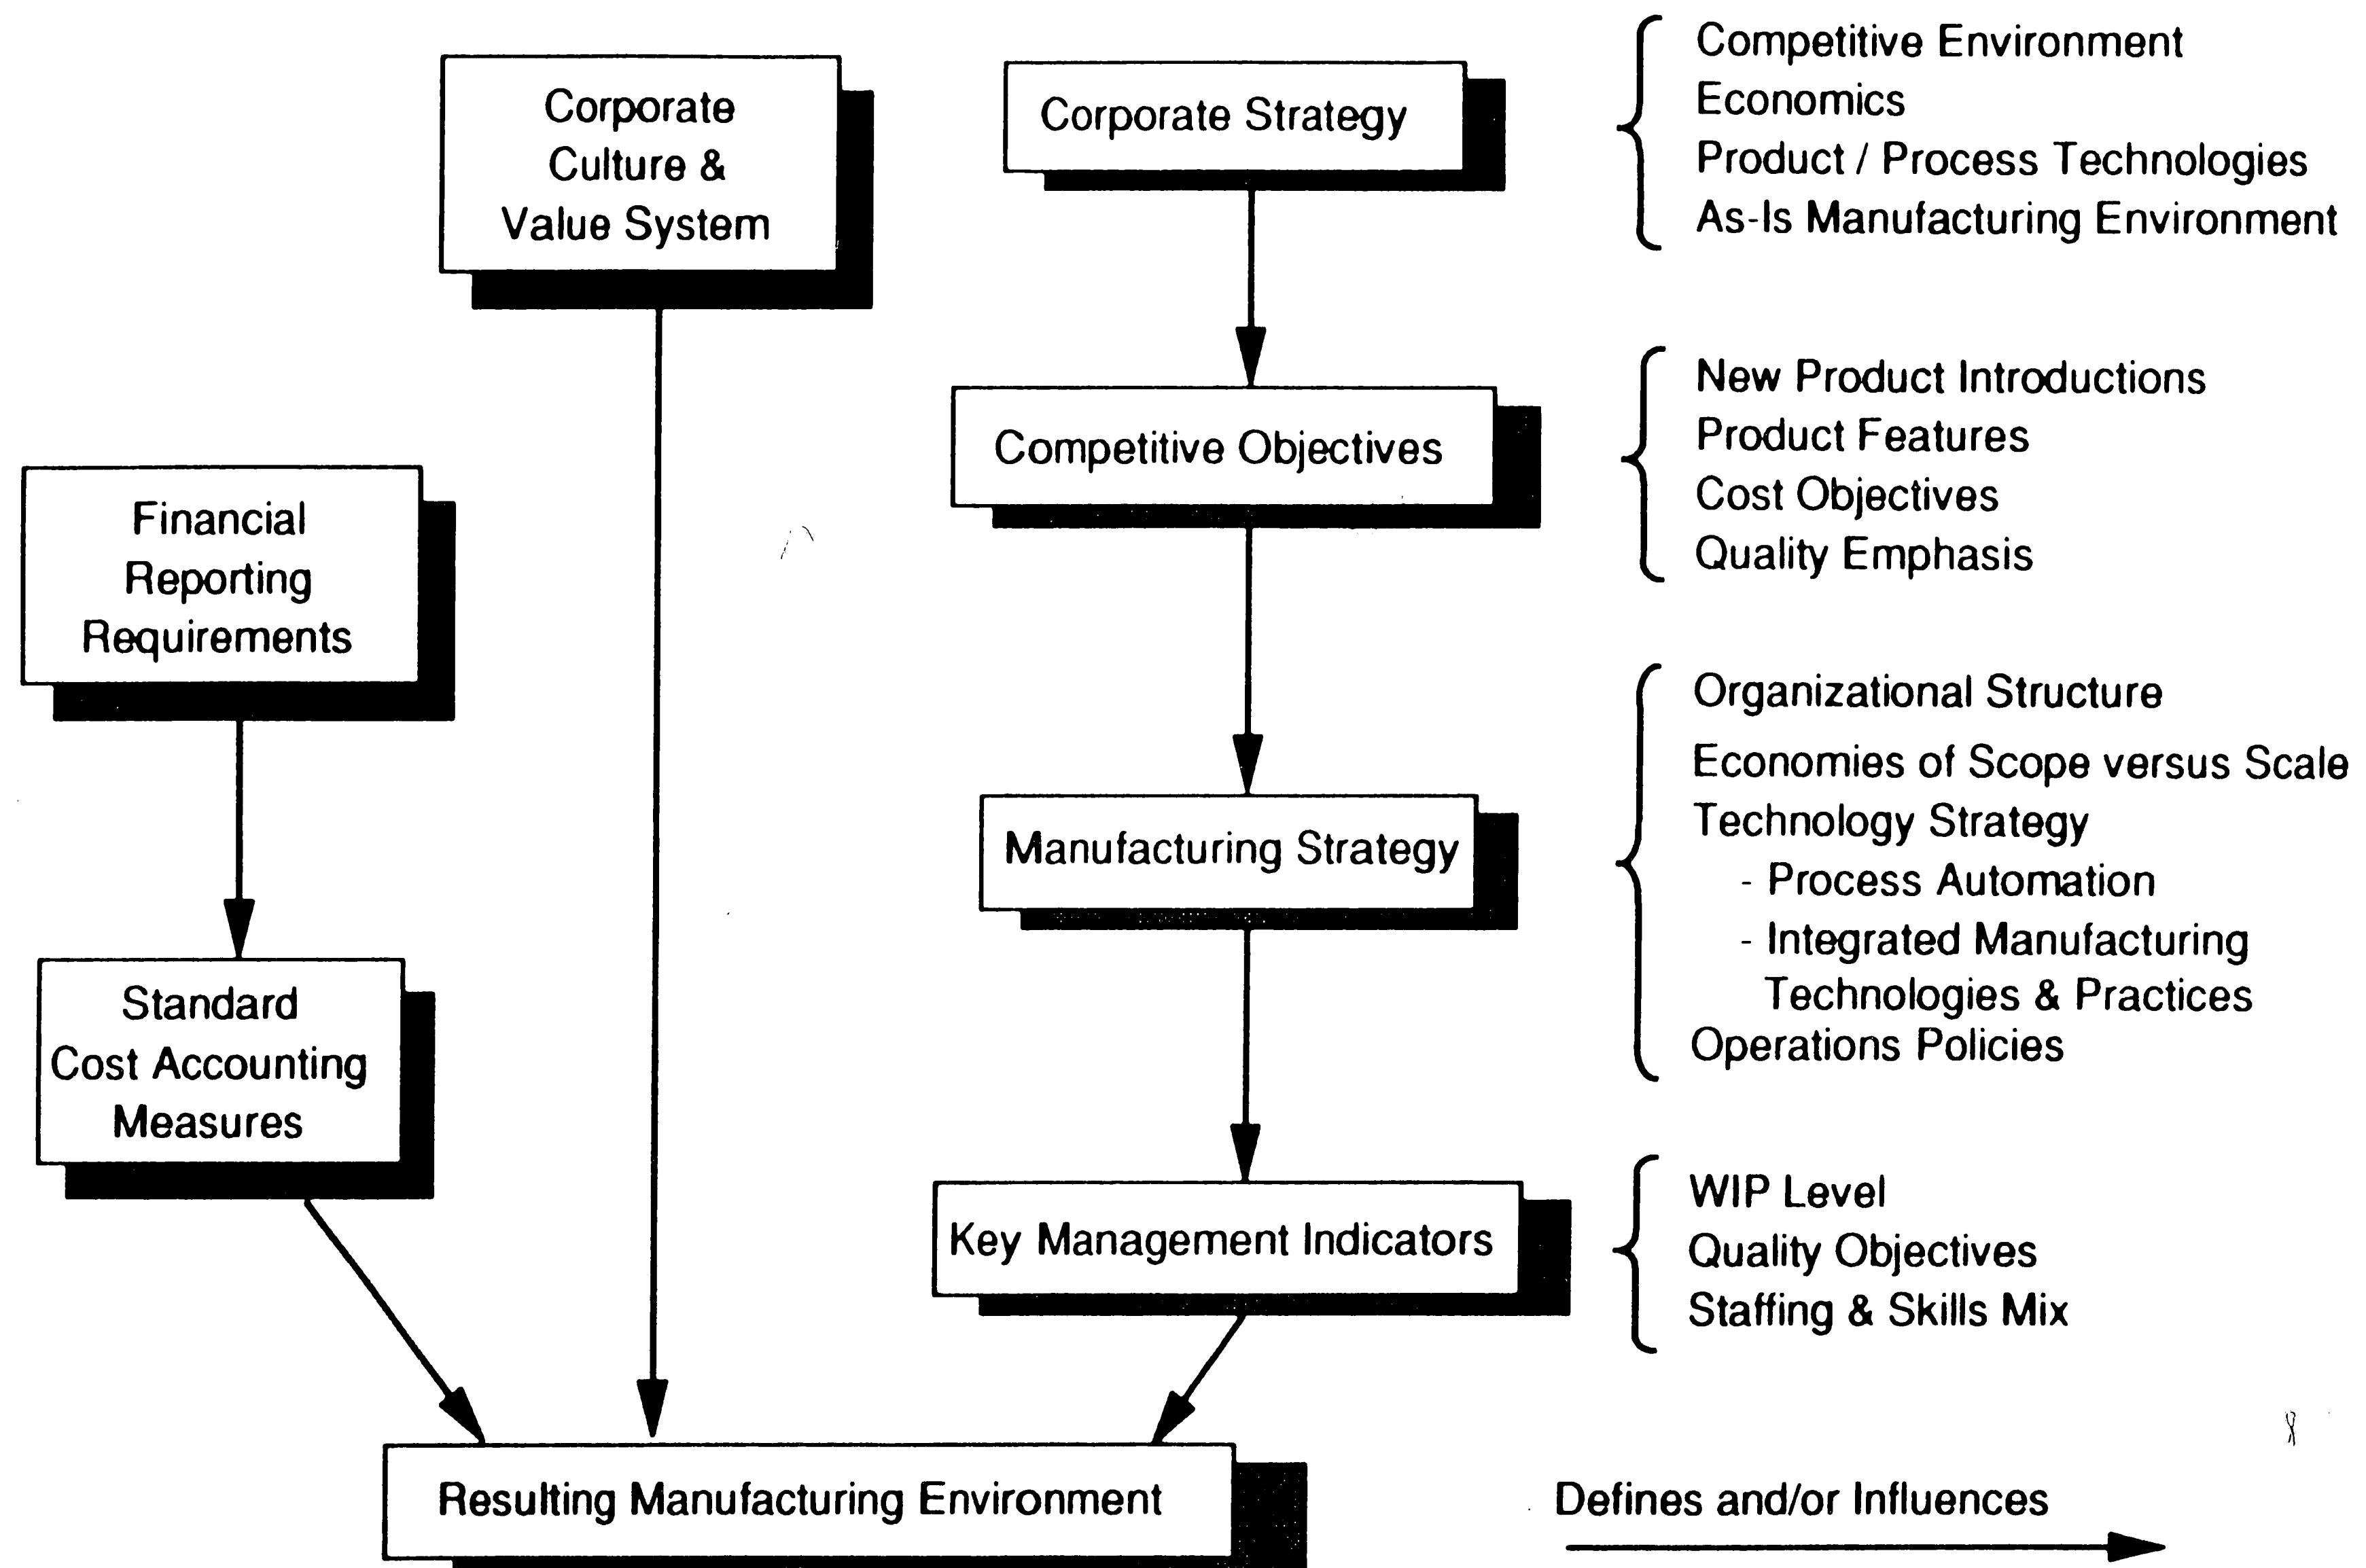 Corporate
Culture &
Value System
Corporate Strategy
Competitive Environment
Economics
Product / Process Technologies
As-Is Manufacturing Environment
Competitive Objectives
New Product Introductions
Product Features
Cost Objectives
Quality Emphasis
Financial
Reporting
Requirements
Manufacturing Strategy
Organizational Structure
Economies of Scope versus Scale
Technology Strategy
- Process Automation
- Integrated Manufacturing
Technologies & Practices
Operations Policies
Standard
Cost Accounting
Measures
Key Management Indicators
WIP Level
Quality Objectives
Staffing & Skills Mix
Resulting Manufacturing Environment
Defines and/or Influences